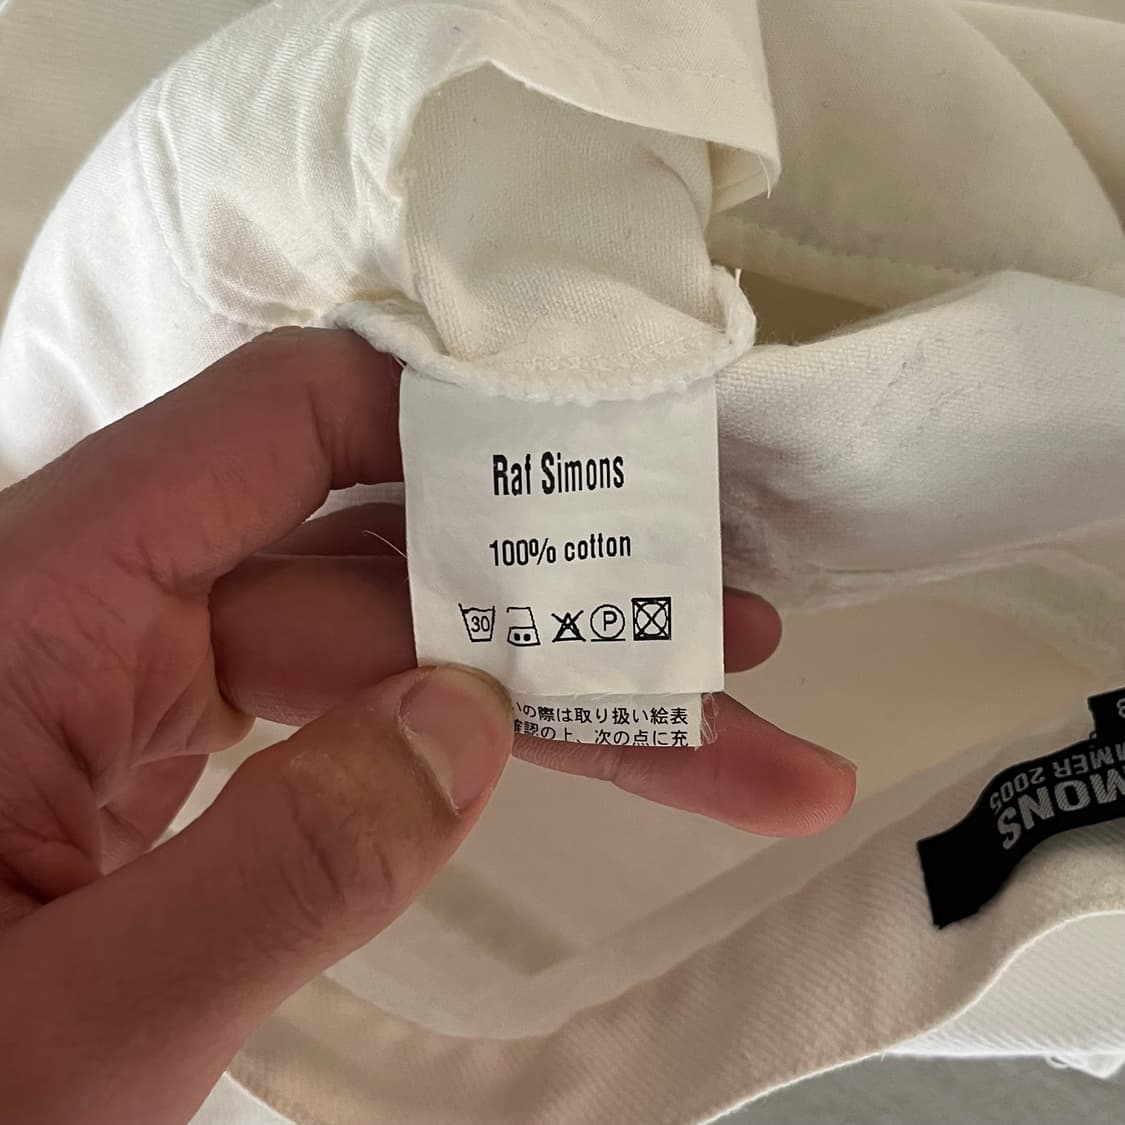 Raf Simons
100% cotton
30
P
いの際は取り扱い絵表
確認の上、次の点に充
MONS
MMER 2005